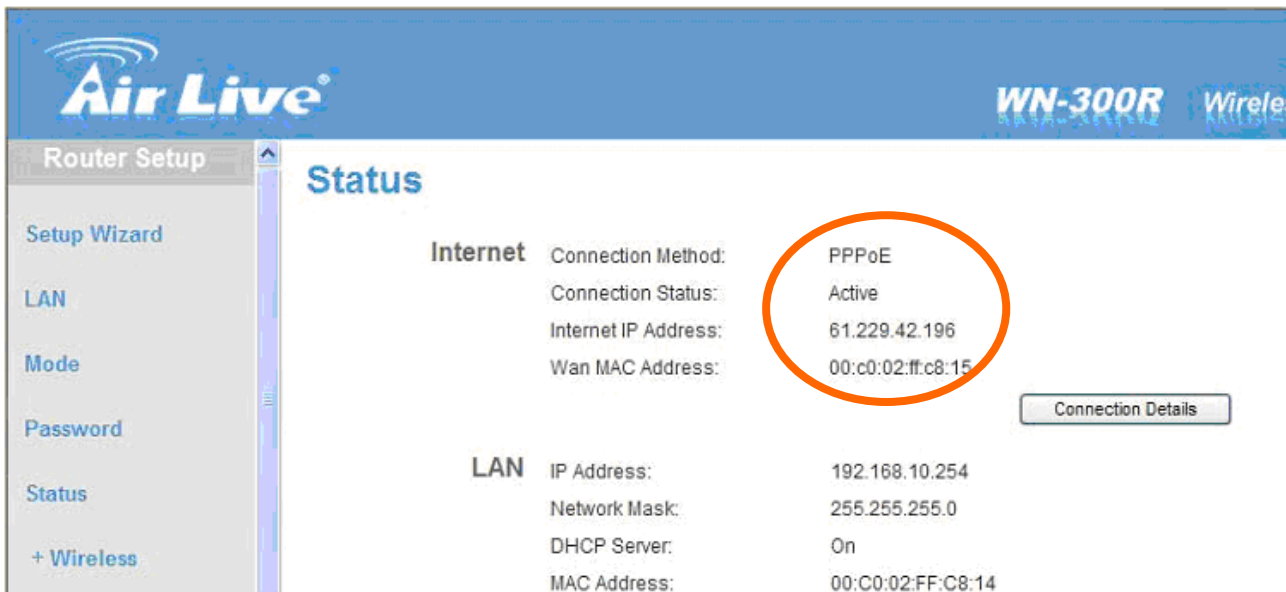 Air Live®
WN-300R
Router Setup
Status
Setup Wizard
LAN
Mode
Password
Status
+ Wireless
Internet
Connection Method: PPPoE
Connection Status: Active
Internet IP Address: 61.229.42.196
Wan MAC Address: 00:c0:02:ff:c8:15
Connection Details
LAN
IP Address: 192.168.10.254
Network Mask: 255.255.255.0
DHCP Server: On
MAC Address: 00:C0:02:FF:C8:14